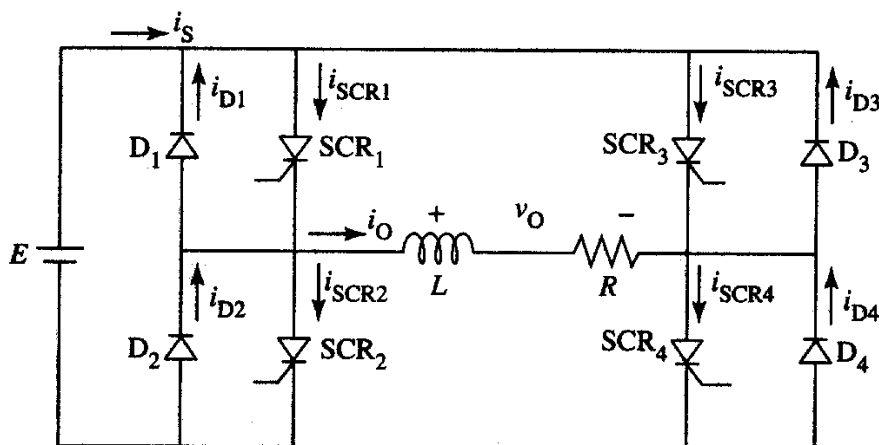 i_S
i_D1
i_SCR1
i_SCR3
i_D3
D_1
SCR_1
SCR_3
D_3
i_O
+
v_O
-
E
L
R
i_D2
i_SCR2
i_SCR4
i_D4
D_2
SCR_2
SCR_4
D_4